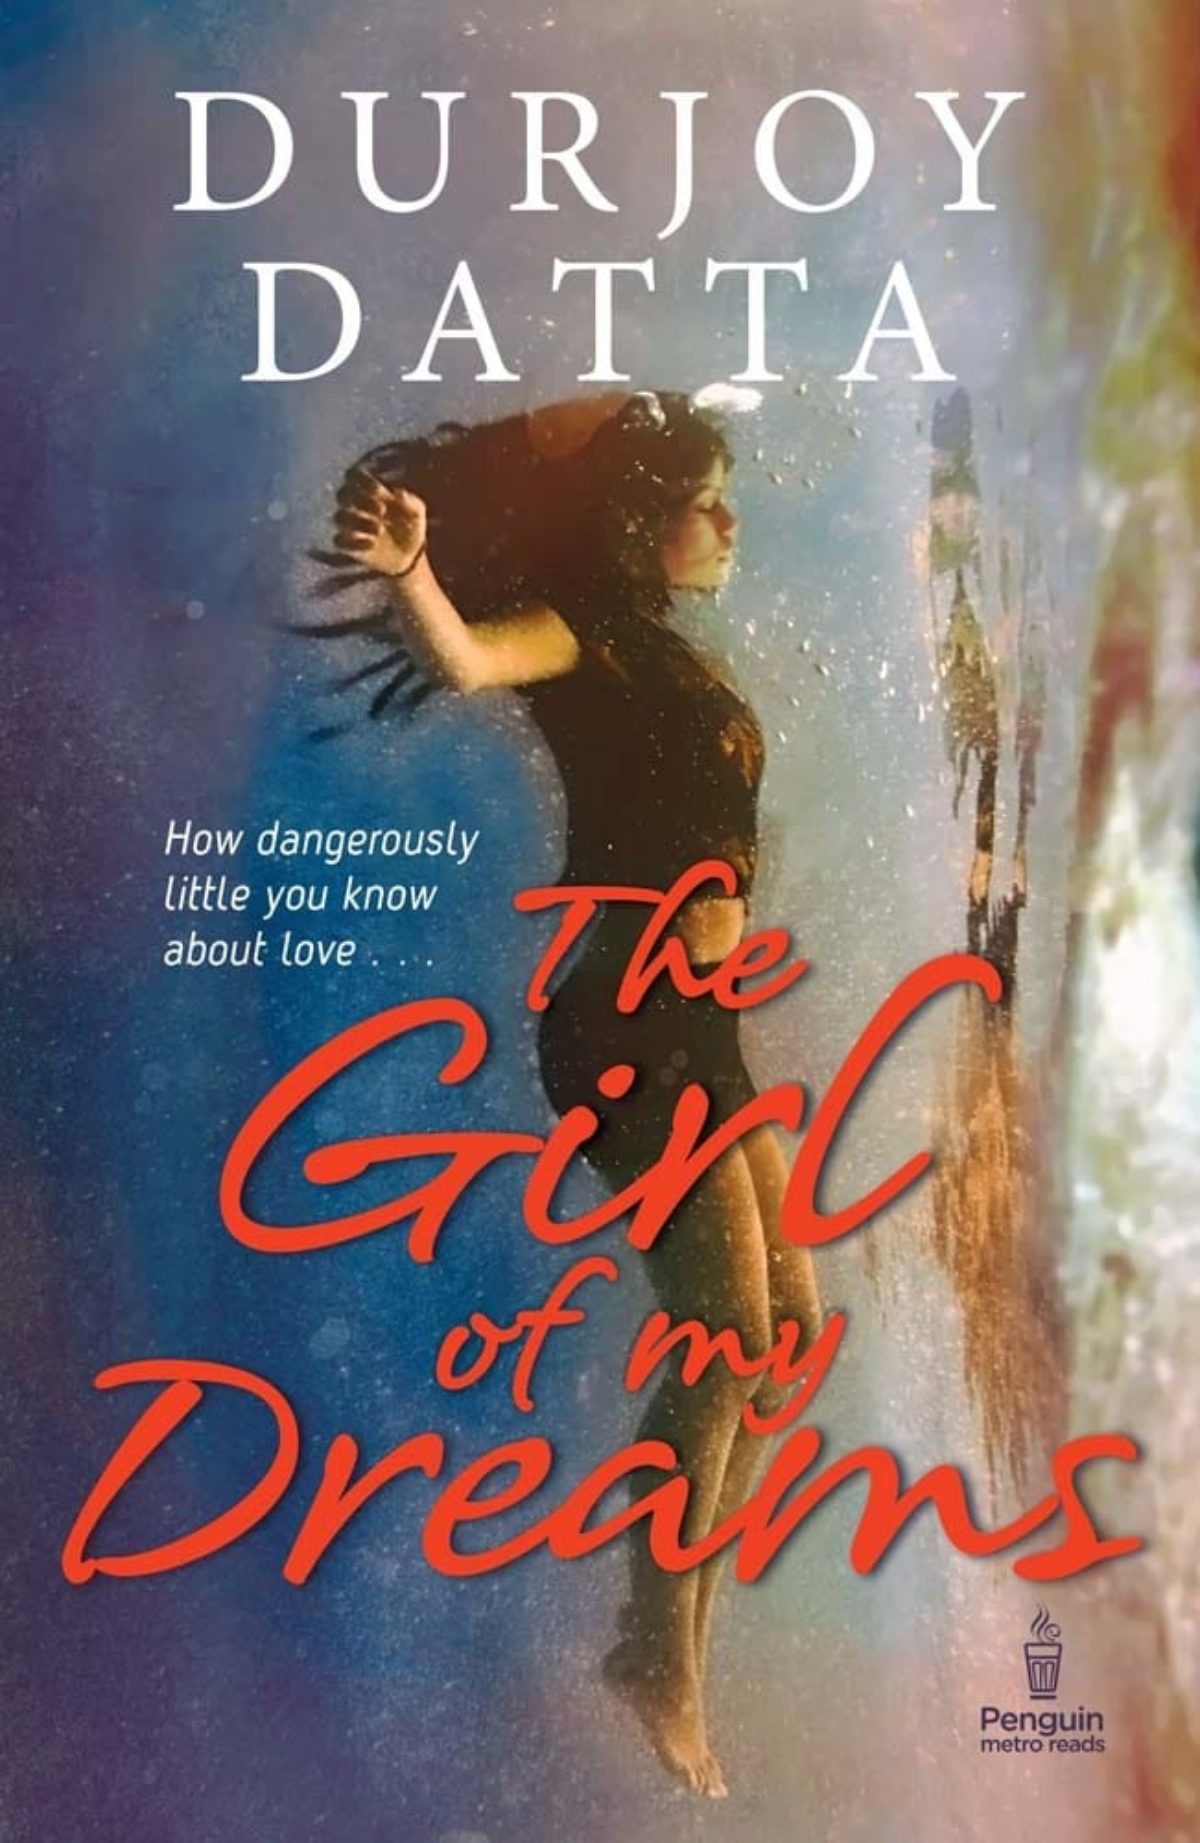 DURJOY
DATTA
How dangerously
little you know
about love . . .
The
Girl
of my
Dreams
Penguin
metro reads